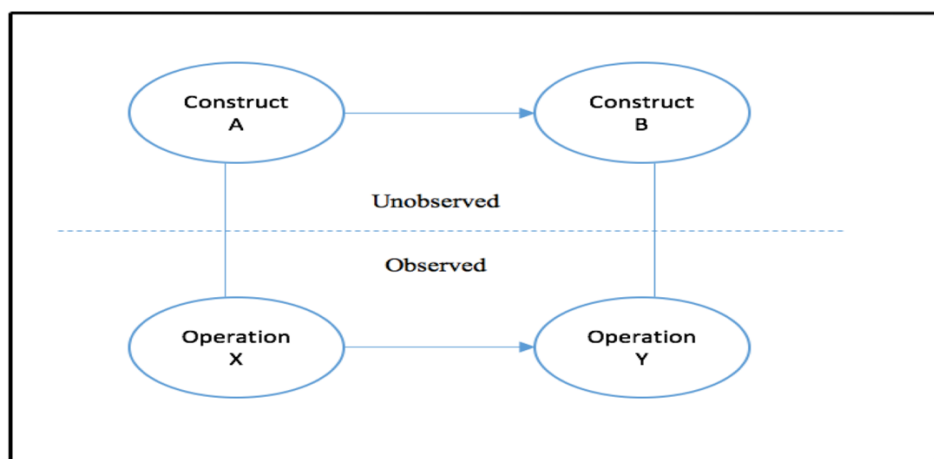 Construct
A
Construct
B
Unobserved
Observed
Operation
X
Operation
Y